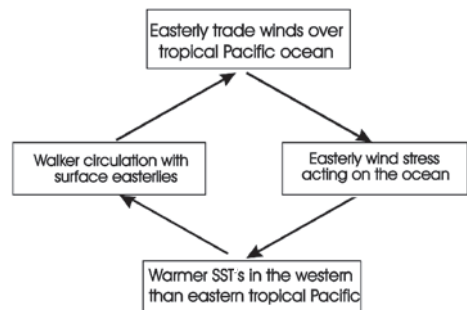 Easterly trade winds over
tropical Pacific ocean
Walker circulation with
surface easterlies
Easterly wind stress
acting on the ocean
Warmer SST's in the western
than eastern tropical Pacific